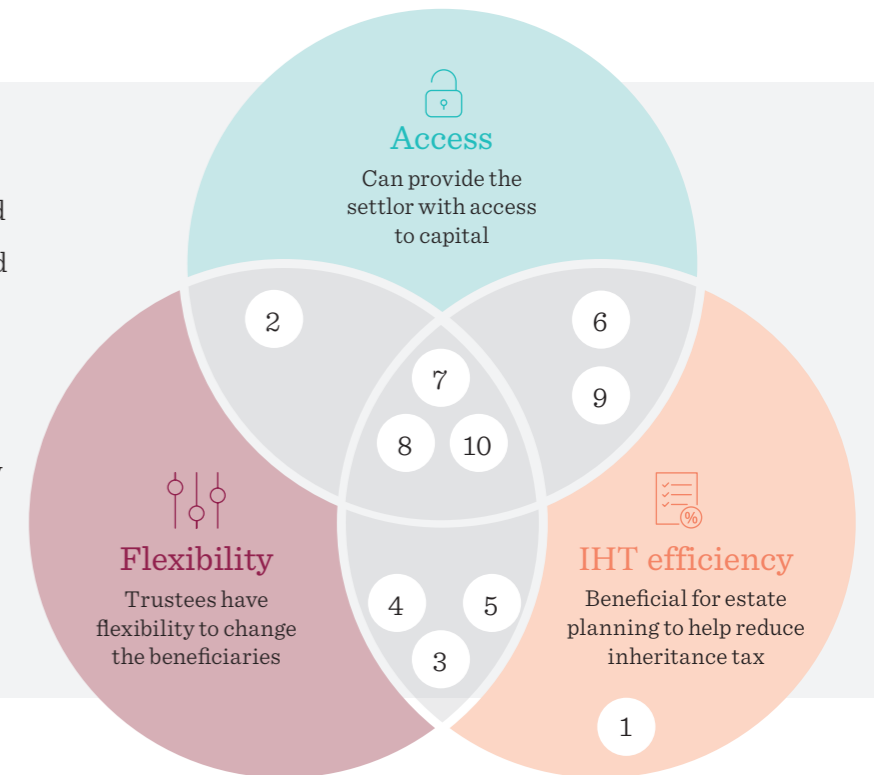 Access
Can provide the
settlor with access
to capital
2
6
7
9
8
10
Flexibility
Trustees have
flexibility to change
the beneficiaries
%
IHT efficiency
Beneficial for estate
planning to help reduce
inheritance tax
4
5
3
1